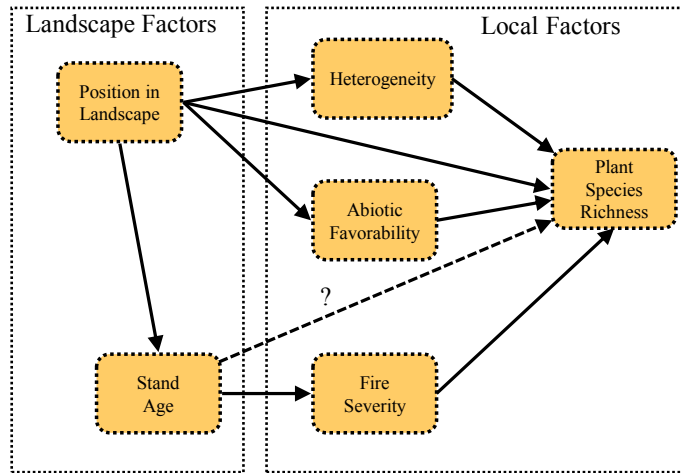 Landscape Factors
Local Factors
Position in
Landscape
Heterogeneity
Plant
Species
Richness
Abiotic
Favorability
?
Stand
Age
Fire
Severity